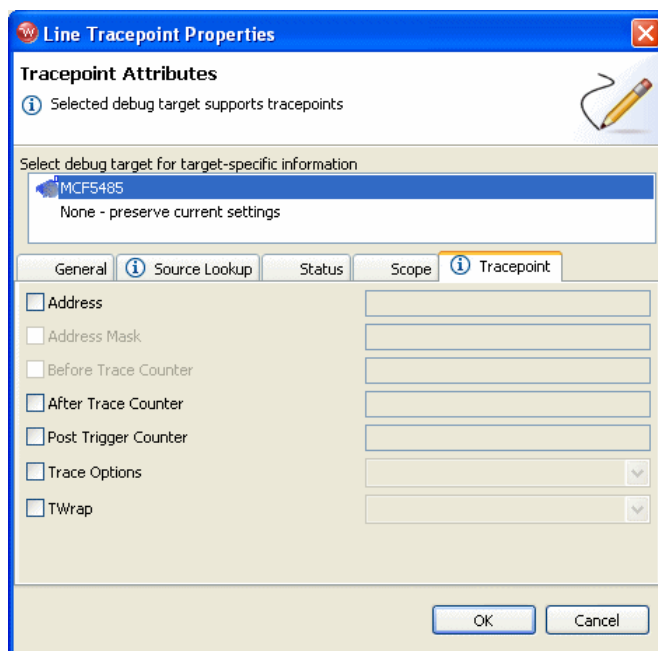 Line Tracepoint Properties
Tracepoint Attributes
Selected debug target supports tracepoints
Select debug target for target-specific information
MCF5485
None - preserve current settings
General Source Lookup Status Scope Tracepoint
Address
Address Mask
Before Trace Counter
After Trace Counter
Post Trigger Counter
Trace Options
TWrap
OK Cancel